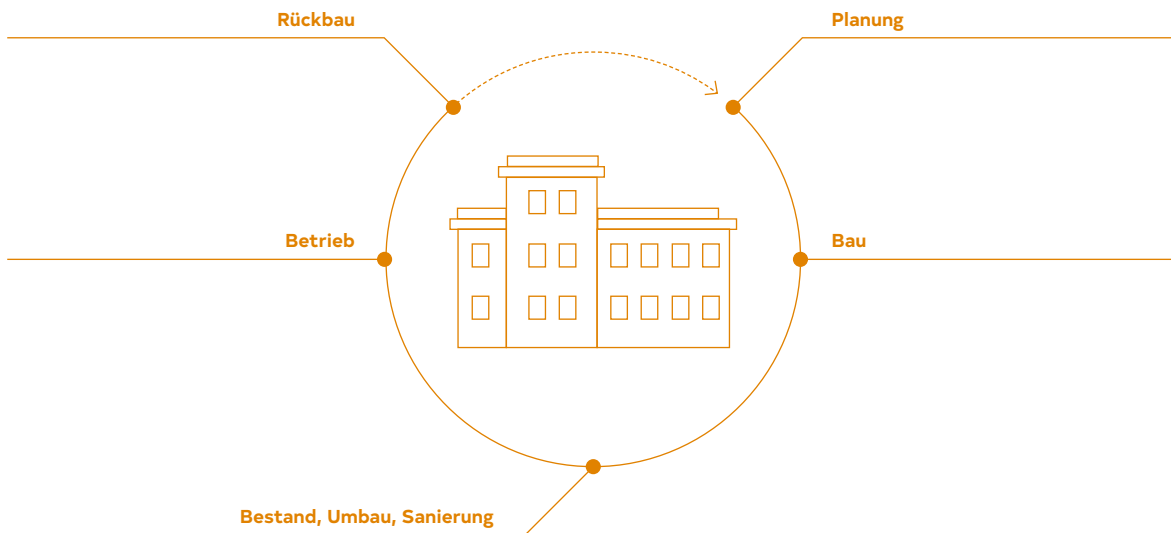 Rückbau
Planung
Betrieb
Bau
Bestand, Umbau, Sanierung